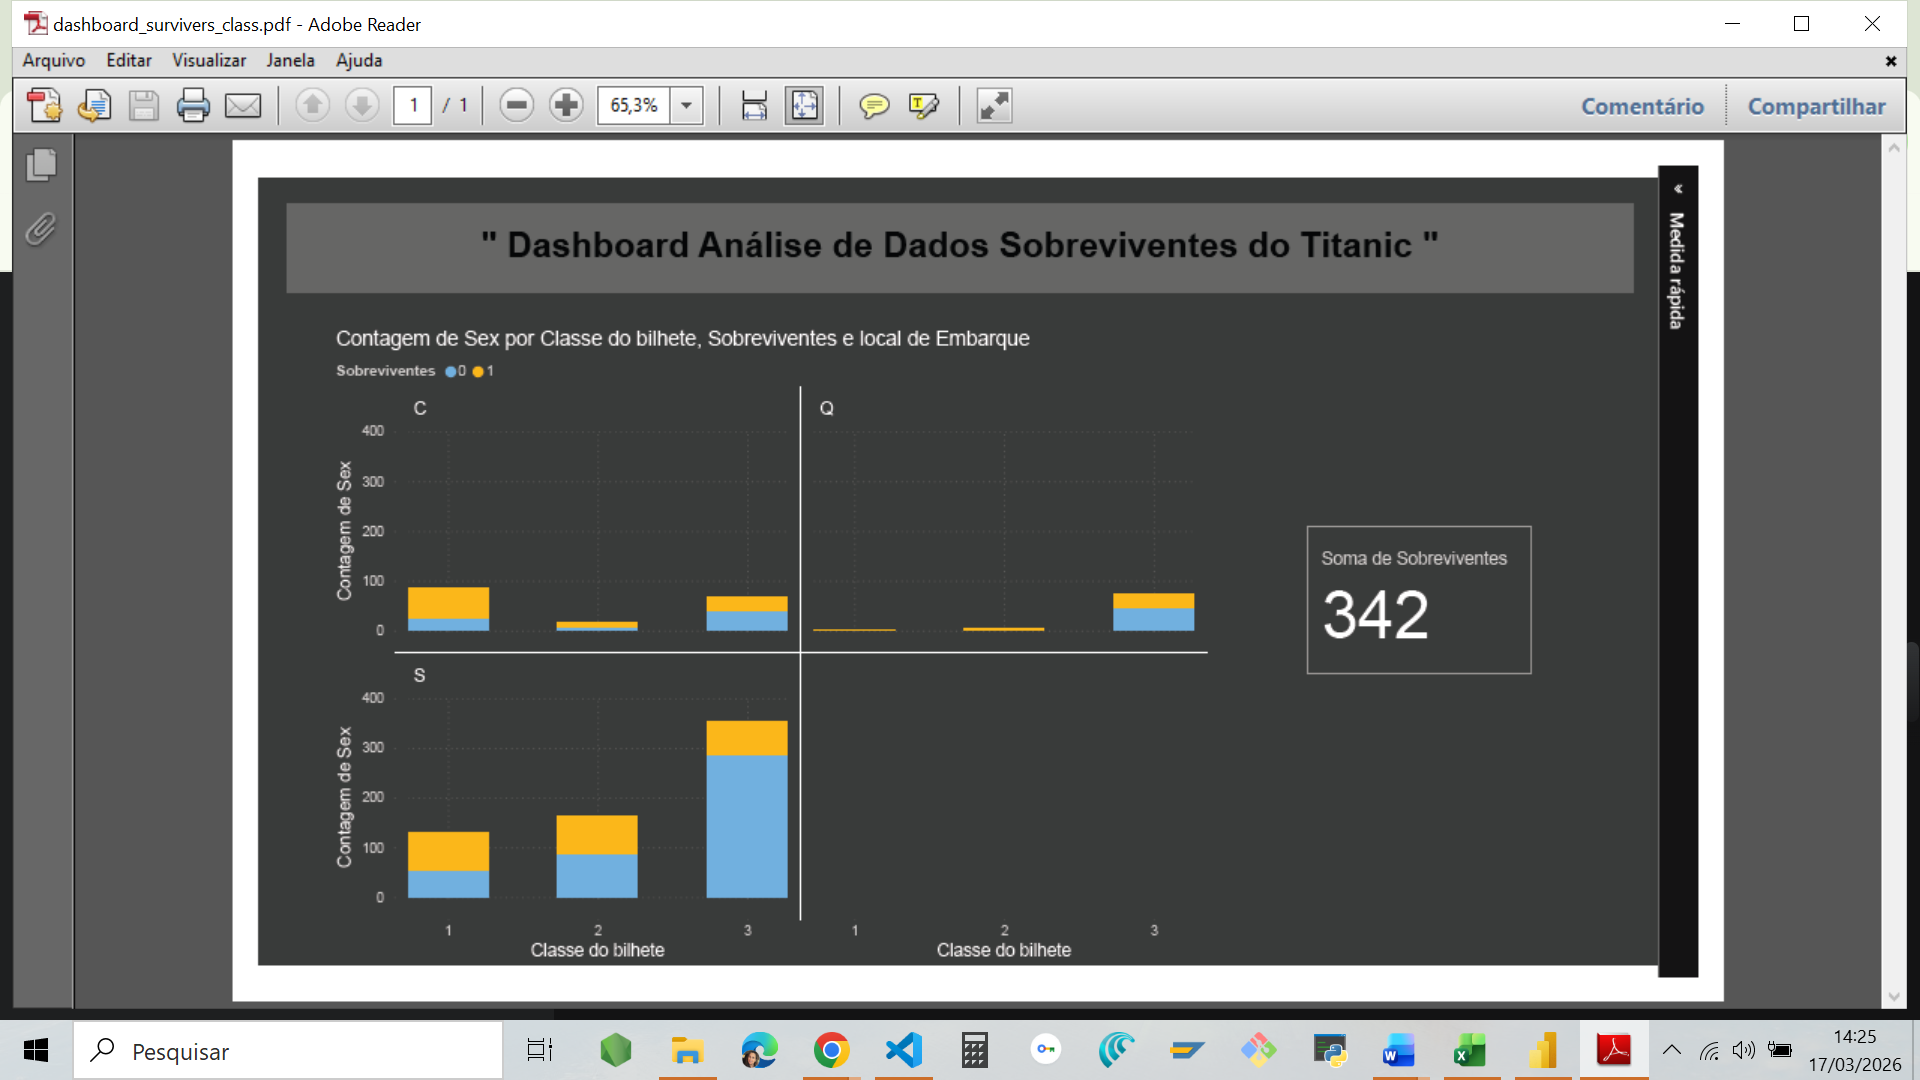 dashboard_survivers_class.pdf - Adobe Reader
Arquivo Editar Visualizar Janela Ajuda
1 / 1 65,3% Comentário Compartilhar
" Dashboard Análise de Dados Sobreviventes do Titanic "
« Medida rápida
Contagem de Sex por Classe do bilhete, Sobreviventes e local de Embarque
Sobreviventes 0 1
C
Q
Contagem de Sex
400
300
200
100
0
Soma de Sobreviventes
342
S
Contagem de Sex
400
300
200
100
0
1 2 3 1 2 3
Classe do bilhete Classe do bilhete
Pesquisar
14:25
17/03/2026